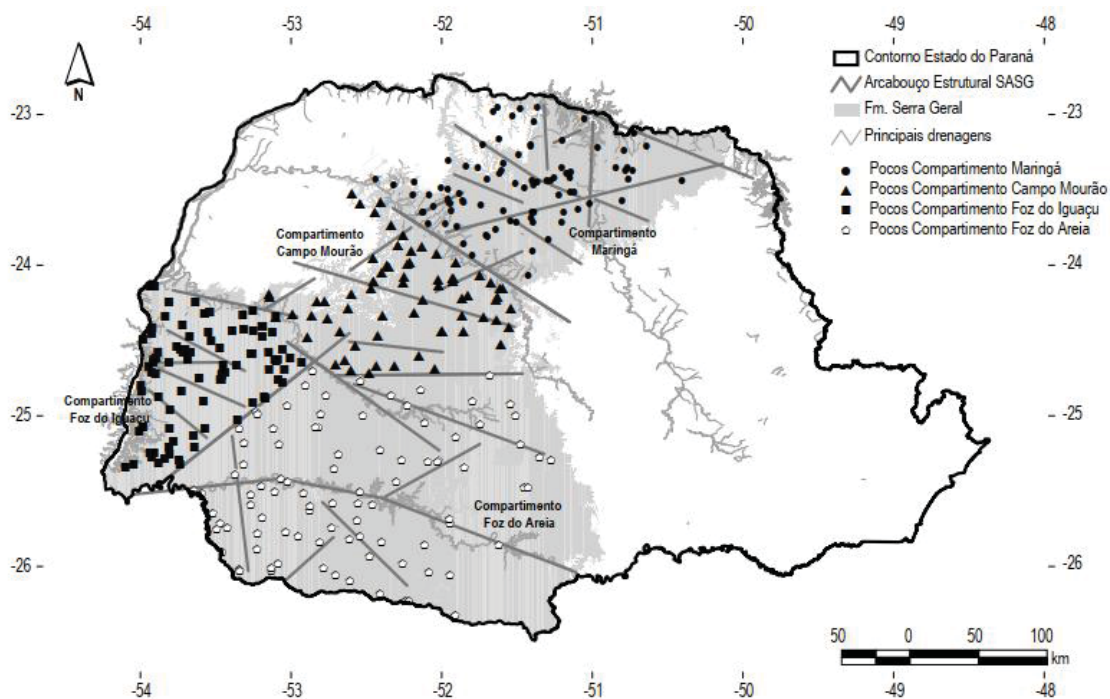 -54 -53 -52 -51 -50 -49 -48
N
Contorno Estado do Paraná
Arcabouço Estrutural SASG
-23 -23
Fm. Serra Geral
Principais drenagens
Pocos Compartimento Maringá
Pocos Compartimento Campo Mourão
Pocos Compartimento Foz do Iguaçu
Pocos Compartimento Foz do Areia
Compartimento
Campo Mourão
Compartimento
Maringá
-24 -24
Compartimento
Foz do Iguaçu
-25 -25
Compartimento
Foz do Areia
-26 -26
50 0 50 100
km
-54 -53 -52 -51 -50 -49 -48